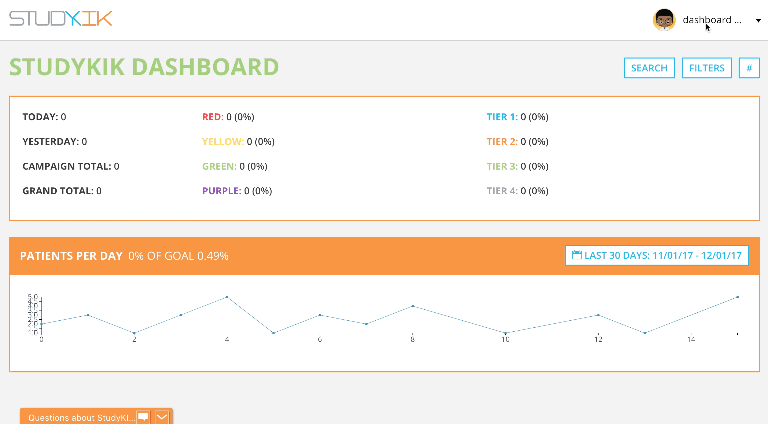 STUDYKIK
dashboard ...
STUDYKIK DASHBOARD
SEARCH
FILTERS
#
TODAY: 0
RED: 0 (0%)
TIER 1: 0 (0%)
YESTERDAY: 0
YELLOW: 0 (0%)
TIER 2: 0 (0%)
CAMPAIGN TOTAL: 0
GREEN: 0 (0%)
TIER 3: 0 (0%)
GRAND TOTAL: 0
PURPLE: 0 (0%)
TIER 4: 0 (0%)
PATIENTS PER DAY 0% OF GOAL 0.49%
LAST 30 DAYS: 11/01/17 - 12/01/17
5.0
0 2 4 6 8 10 12 14
Questions about StudyKI...